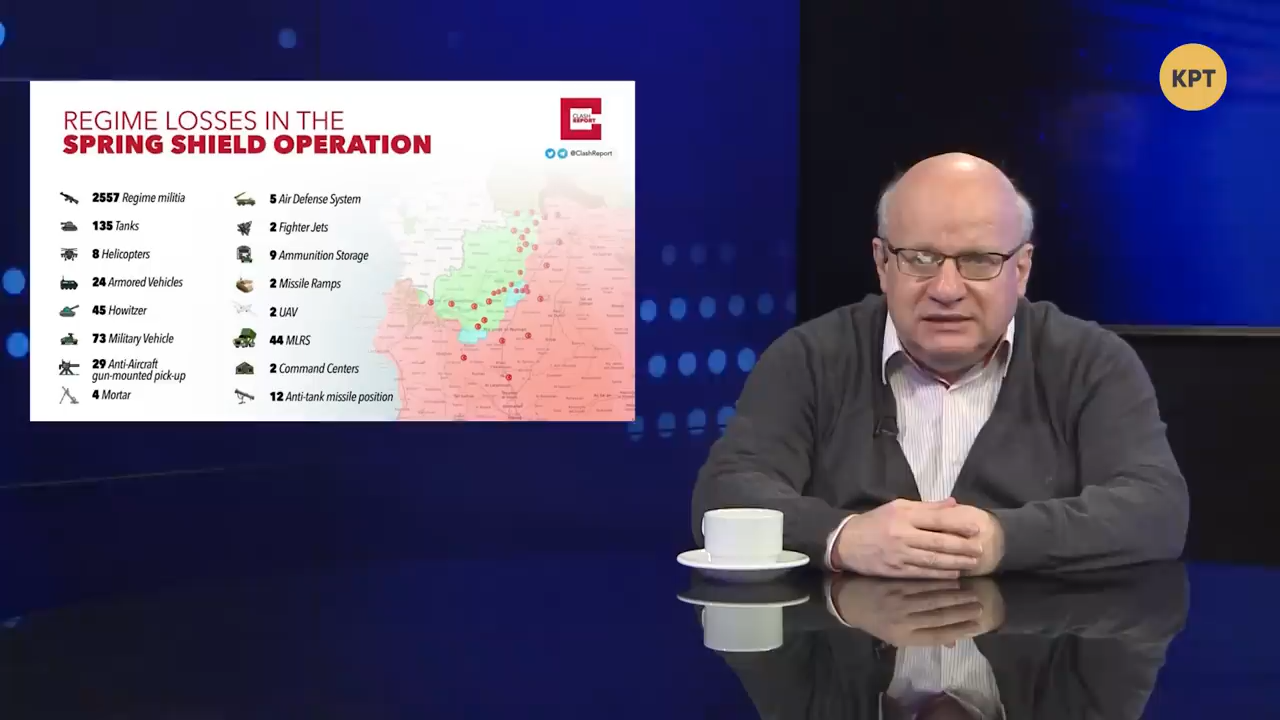 REGIME LOSSES IN THE
SPRING SHIELD OPERATION
CLASH
REPORT
@ClashReport
2557 Regime militia
135 Tanks
8 Helicopters
24 Armored Vehicles
45 Howitzer
73 Military Vehicle
29 Anti-Aircraft
gun-mounted pick-up
4 Mortar
5 Air Defense System
2 Fighter Jets
9 Ammunition Storage
2 Missile Ramps
2 UAV
44 MLRS
2 Command Centers
12 Anti-tank missile position
КРТ